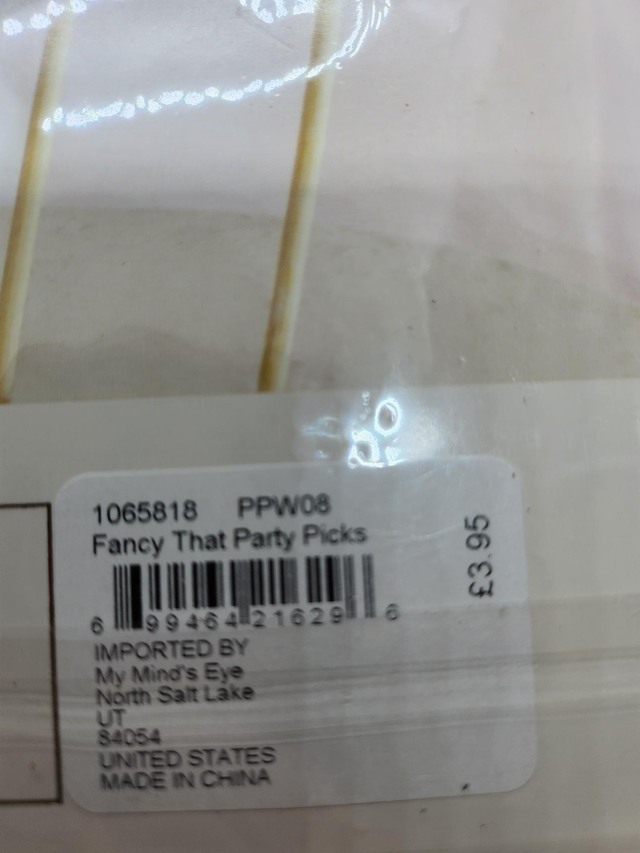 1065818 PPW08
Fancy That Party Picks
£3.95
6 99464 21629 6
IMPORTED BY
My Mind's Eye
North Salt Lake
UT
84054
UNITED STATES
MADE IN CHINA